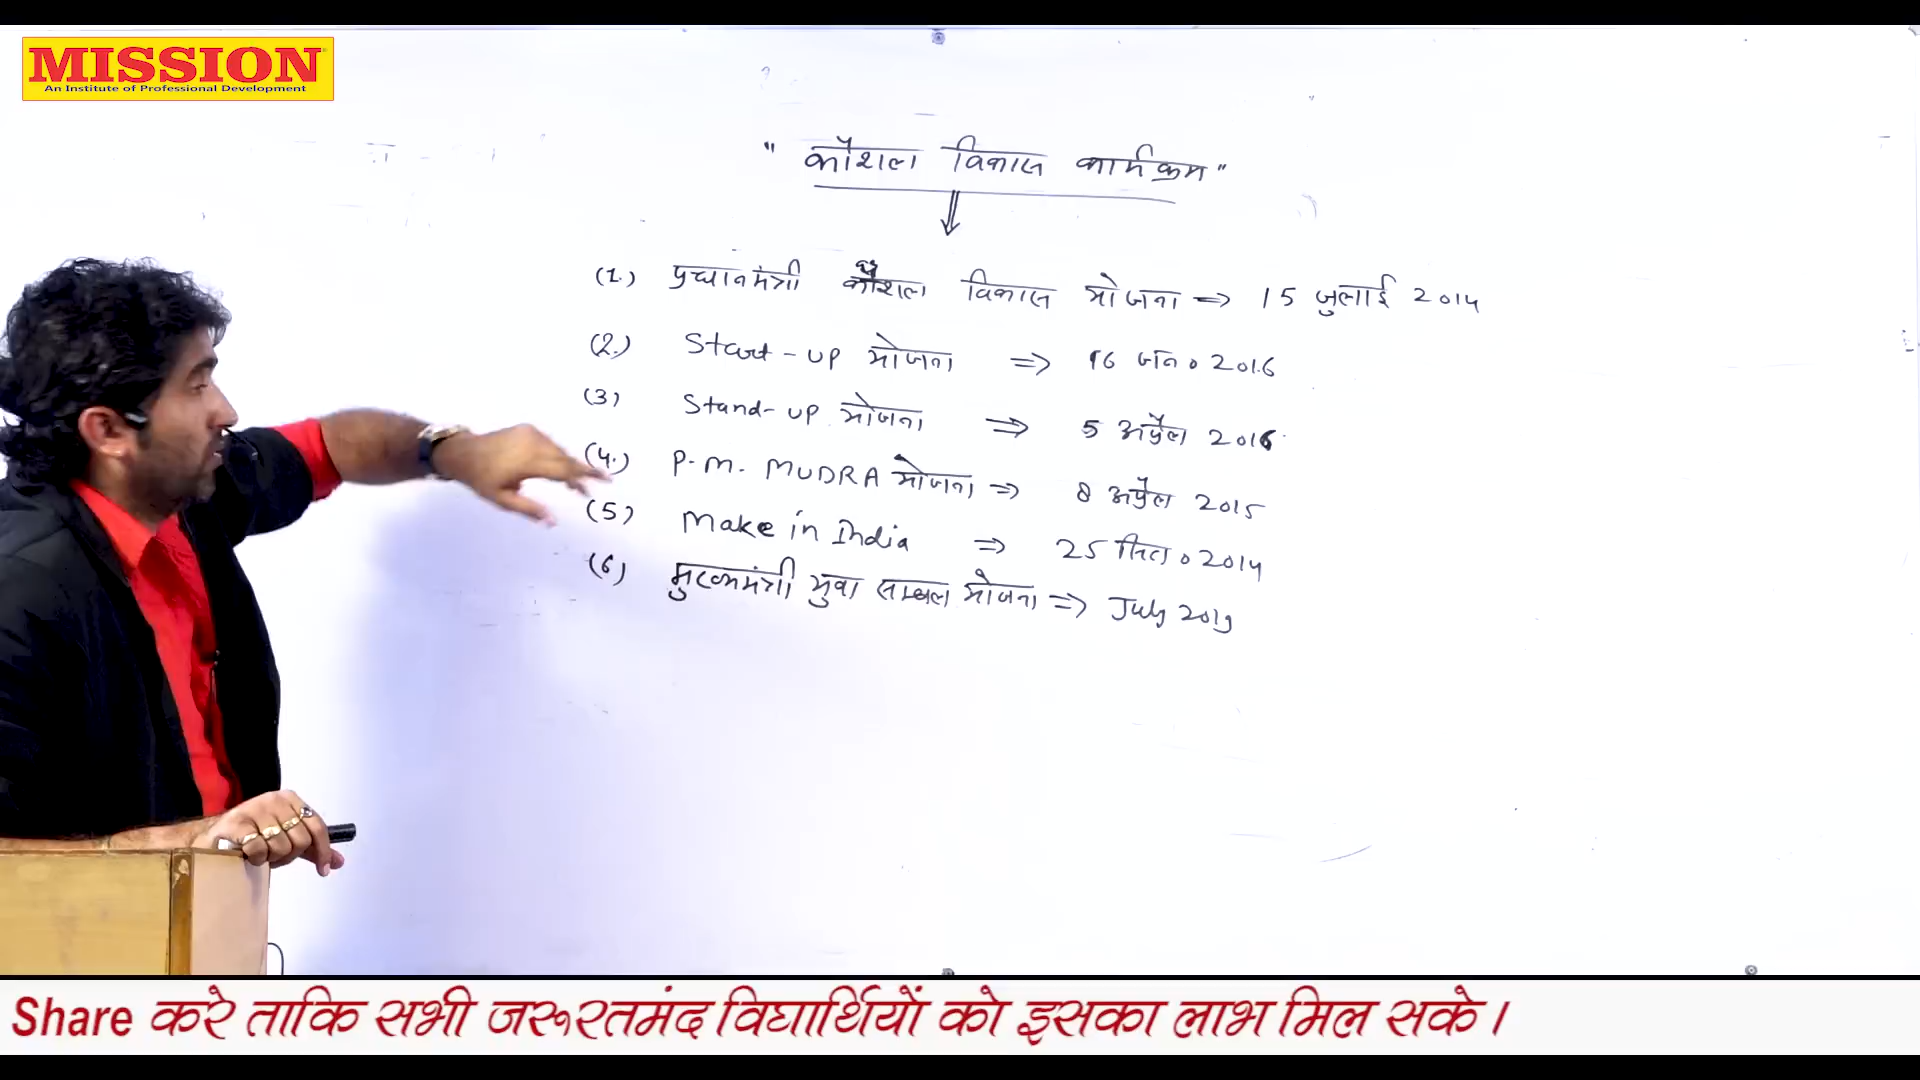 MISSION
An Institute of Professional Development
" कौशल विकास कार्यक्रम "
(1.) प्रधानमंत्री कौशल विकास योजना ⇒ 15 जुलाई 2014
(2.) Start-up योजना ⇒ 16 जन० 2016
(3) Stand-up योजना ⇒ 5 अप्रैल 2016
(4.) P.M. MUDRA योजना ⇒ 8 अप्रैल 2015
(5) Make in India ⇒ 25 सित० 2014
(6) मुख्यमंत्री युवा सम्बल योजना ⇒ July 2019
Share करे ताकि सभी जरूरतमंद विद्यार्थियों को इसका लाभ मिल सके।